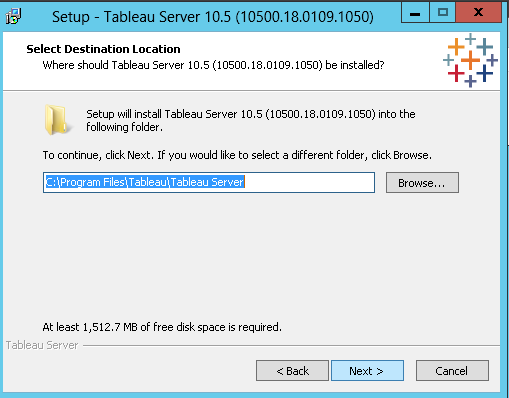 Setup - Tableau Server 10.5 (10500.18.0109.1050)
Select Destination Location
Where should Tableau Server 10.5 (10500.18.0109.1050) be installed?
Setup will install Tableau Server 10.5 (10500.18.0109.1050) into the
following folder.
To continue, click Next. If you would like to select a different folder, click Browse.
C:\Program Files\Tableau\Tableau Server
Browse...
At least 1,512.7 MB of free disk space is required.
Tableau Server
< Back
Next >
Cancel